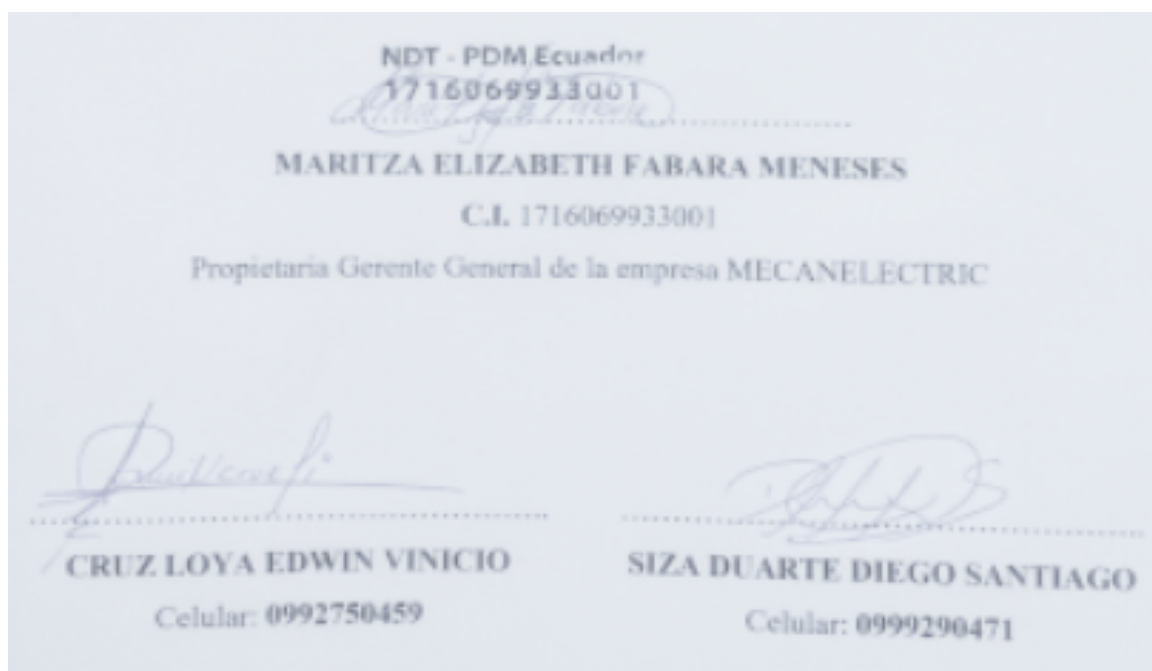 NDT - PDM Ecuador
1716069933001
MARITZA ELIZABETH FABARA MENESES
C.I. 1716069933001
Propietaria Gerente General de la empresa MECANELECTRIC
CRUZ LOYA EDWIN VINICIO
Celular: 0992750459
SIZA DUARTE DIEGO SANTIAGO
Celular: 0999290471